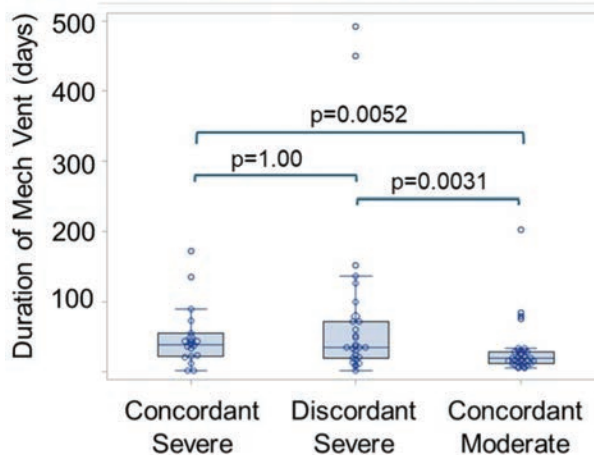 Duration of Mech Vent (days)
500
400
300
200
100
p=0.0052
p=1.00
p=0.0031
Concordant
Severe
Discordant
Severe
Concordant
Moderate